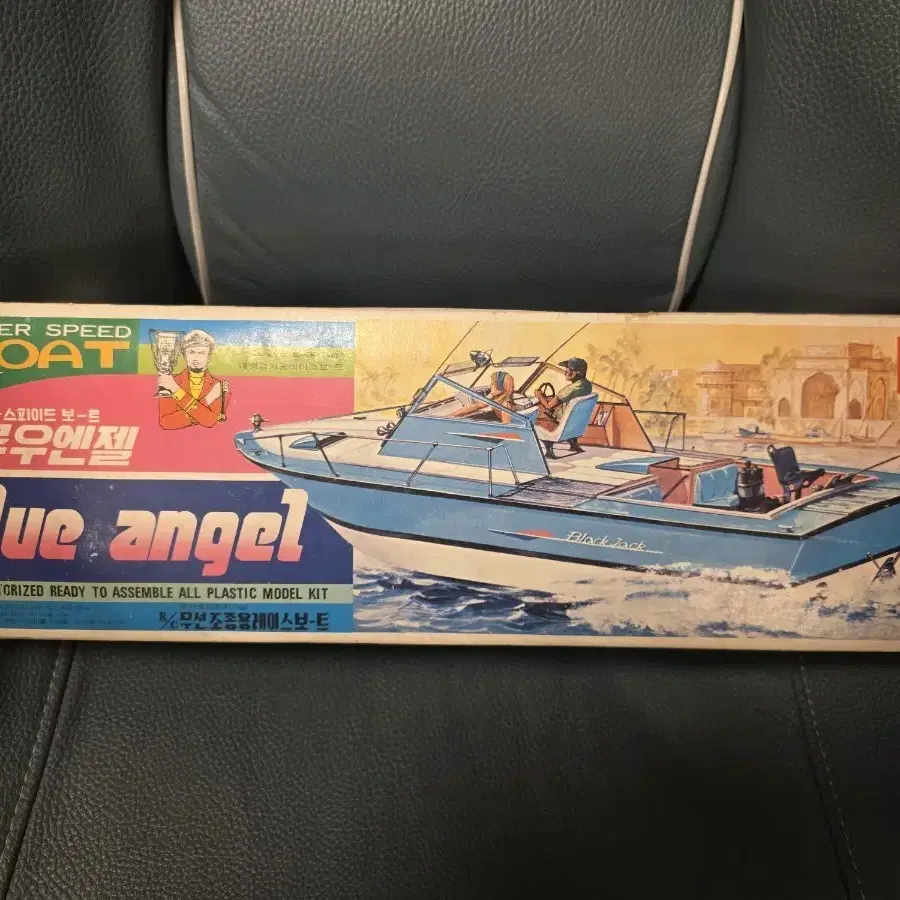 ER SPEED
OAT
스피이드 보-트
우엔젤
lue angel
ORIZED READY TO ASSEMBLE ALL PLASTIC MODEL KIT
R/C 무선조종용레이스보-트
Black Jack